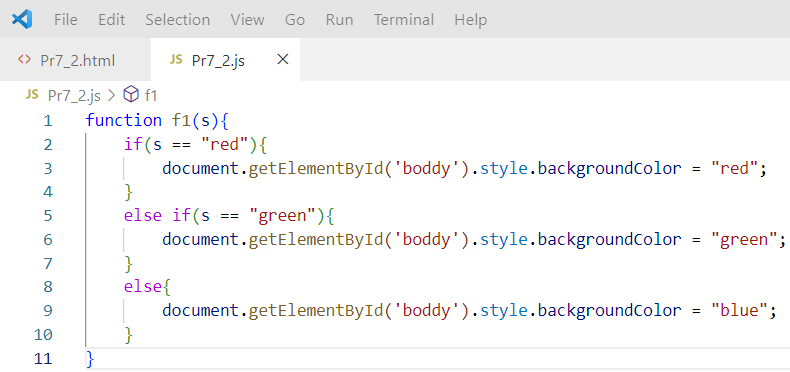 File Edit Selection View Go Run Terminal Help
<> Pr7_2.html JS Pr7_2.js ×
JS Pr7_2.js > f1
1 function f1(s){
2 if(s == "red"){
3 document.getElementById('boddy').style.backgroundColor = "red";
4 }
5 else if(s == "green"){
6 document.getElementById('boddy').style.backgroundColor = "green";
7 }
8 else{
9 document.getElementById('boddy').style.backgroundColor = "blue";
10 }
11 }